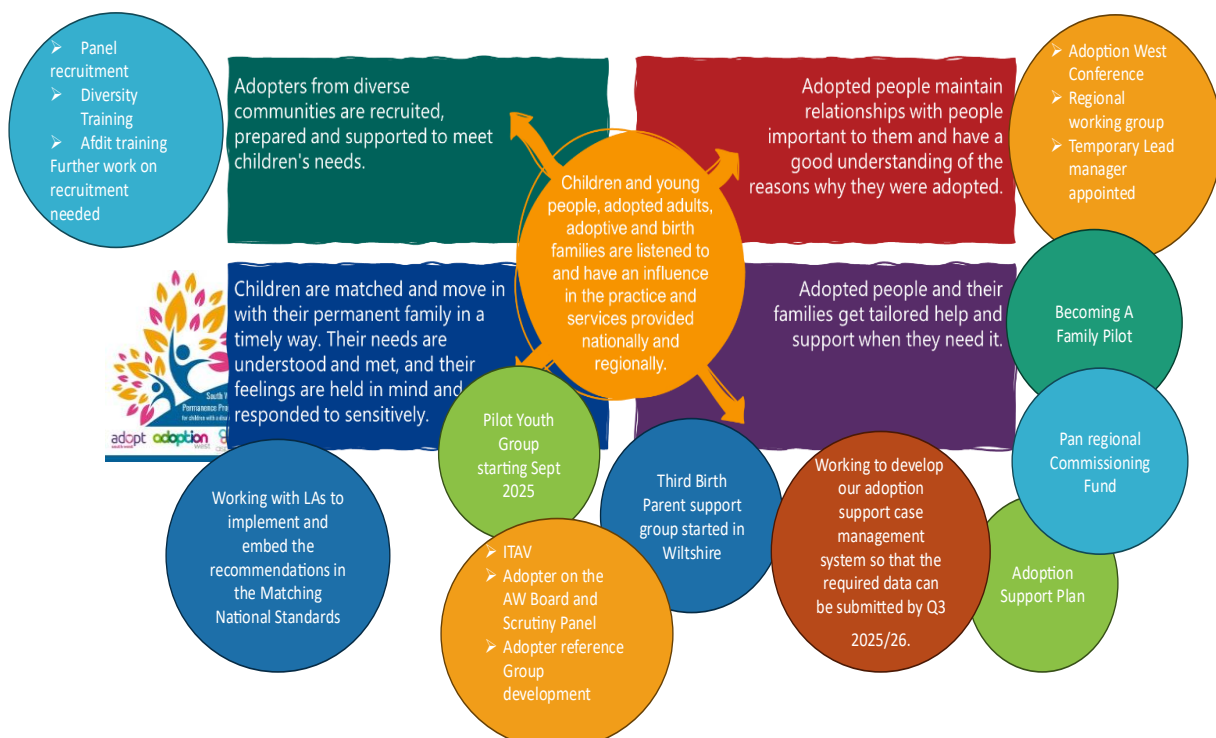 ➢ Panel
recruitment
➢ Diversity
Training
➢ Afdit training
Further work on
recruitment
needed
Adopters from diverse
communities are recruited,
prepared and supported to meet
children's needs.
Adopted people maintain
relationships with people
important to them and have a
good understanding of the
reasons why they were adopted.
➢ Adoption West
Conference
➢ Regional
working group
➢ Temporary Lead
manager
appointed
Children and young
people, adopted adults,
adoptive and birth
families are listened to
and have an influence
in the practice and
services provided
nationally and
regionally.
Children are matched and move in
with their permanent family in a
timely way. Their needs are
understood and met, and their
feelings are held in mind and
responded to sensitively.
Adopted people and their
families get tailored help and
support when they need it.
Becoming A
Family Pilot
South
Permanence
for children with
adopt
adoption
west
Pilot Youth
Group
starting Sept
2025
Pan regional
Commissioning
Fund
Working with LAs to
implement and
embed the
recommendations in
the Matching
National Standards
Third Birth
Parent support
group started in
Wiltshire
Working to develop
our adoption
support case
management
system so that the
required data can
be submitted by Q3
2025/26.
➢ ITAV
➢ Adopter on the
AW Board and
Scrutiny Panel
➢ Adopter reference
Group
development
Adoption
Support Plan